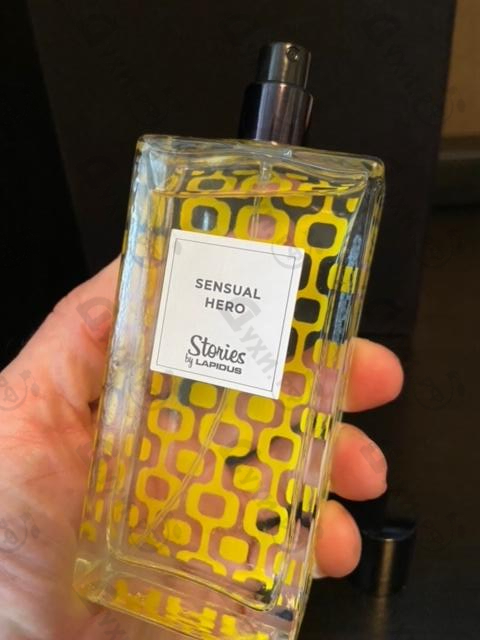 SENSUAL
HERO
Stories
by LAPIDUS